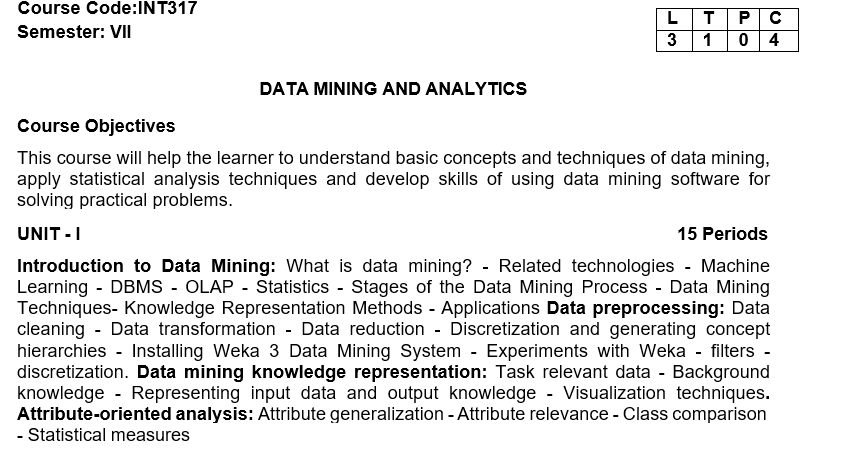 Course Code:INT317
Semester: VII
L T P C
3 1 0 4
DATA MINING AND ANALYTICS
Course Objectives
This course will help the learner to understand basic concepts and techniques of data mining,
apply statistical analysis techniques and develop skills of using data mining software for
solving practical problems.
UNIT - I 15 Periods
Introduction to Data Mining: What is data mining? - Related technologies - Machine
Learning - DBMS - OLAP - Statistics - Stages of the Data Mining Process - Data Mining
Techniques- Knowledge Representation Methods - Applications Data preprocessing: Data
cleaning - Data transformation - Data reduction - Discretization and generating concept
hierarchies - Installing Weka 3 Data Mining System - Experiments with Weka - filters -
discretization. Data mining knowledge representation: Task relevant data - Background
knowledge - Representing input data and output knowledge - Visualization techniques.
Attribute-oriented analysis: Attribute generalization - Attribute relevance - Class comparison
- Statistical measures